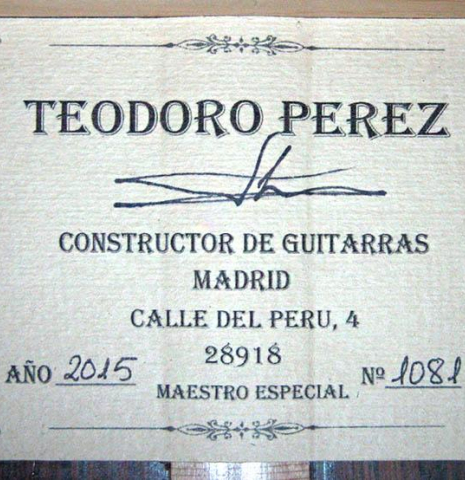 TEODORO PEREZ
CONSTRUCTOR DE GUITARRAS
MADRID
CALLE DEL PERU, 4
28918
AÑO 2015
MAESTRO ESPECIAL
Nº 1081